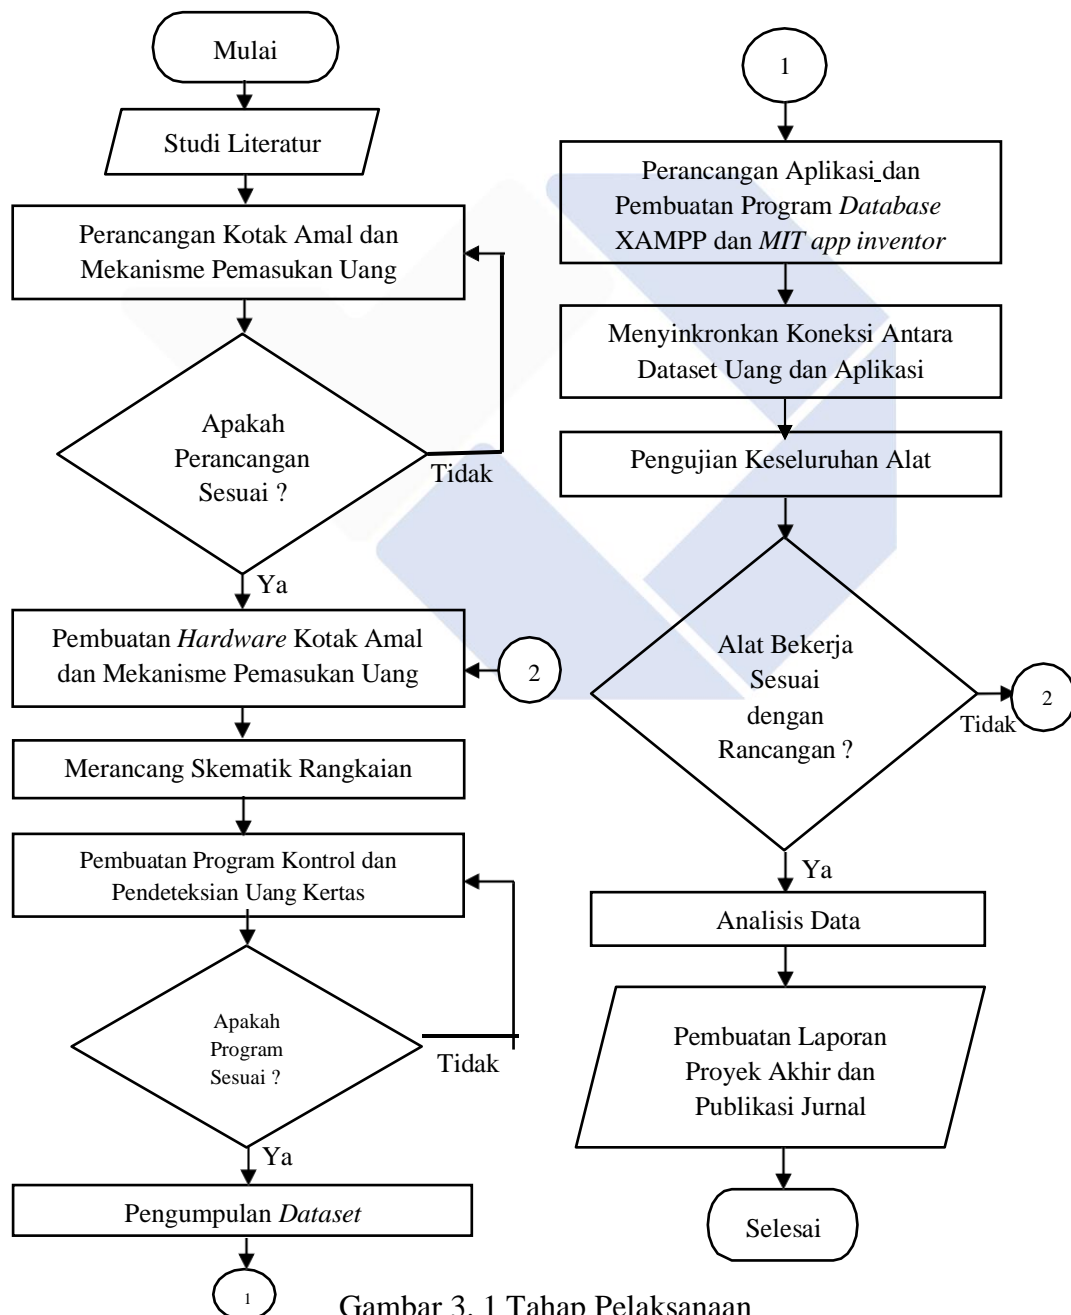 Mulai
Studi Literatur
Perancangan Kotak Amal dan
Mekanisme Pemasukan Uang
Apakah
Perancangan
Sesuai ?
Tidak
Ya
Pembuatan Hardware Kotak Amal
dan Mekanisme Pemasukan Uang
2
Merancang Skematik Rangkaian
Pembuatan Program Kontrol dan
Pendeteksian Uang Kertas
Apakah
Program
Sesuai ?
Tidak
Ya
Pengumpulan Dataset
1
1
Perancangan Aplikasi dan
Pembuatan Program Database
XAMPP dan MIT app inventor
Menyinkronkan Koneksi Antara
Dataset Uang dan Aplikasi
Pengujian Keseluruhan Alat
Alat Bekerja
Sesuai
dengan
Rancangan ?
Tidak
2
Ya
Analisis Data
Pembuatan Laporan
Proyek Akhir dan
Publikasi Jurnal
Selesai
Gambar 3. 1 Tahap Pelaksanaan